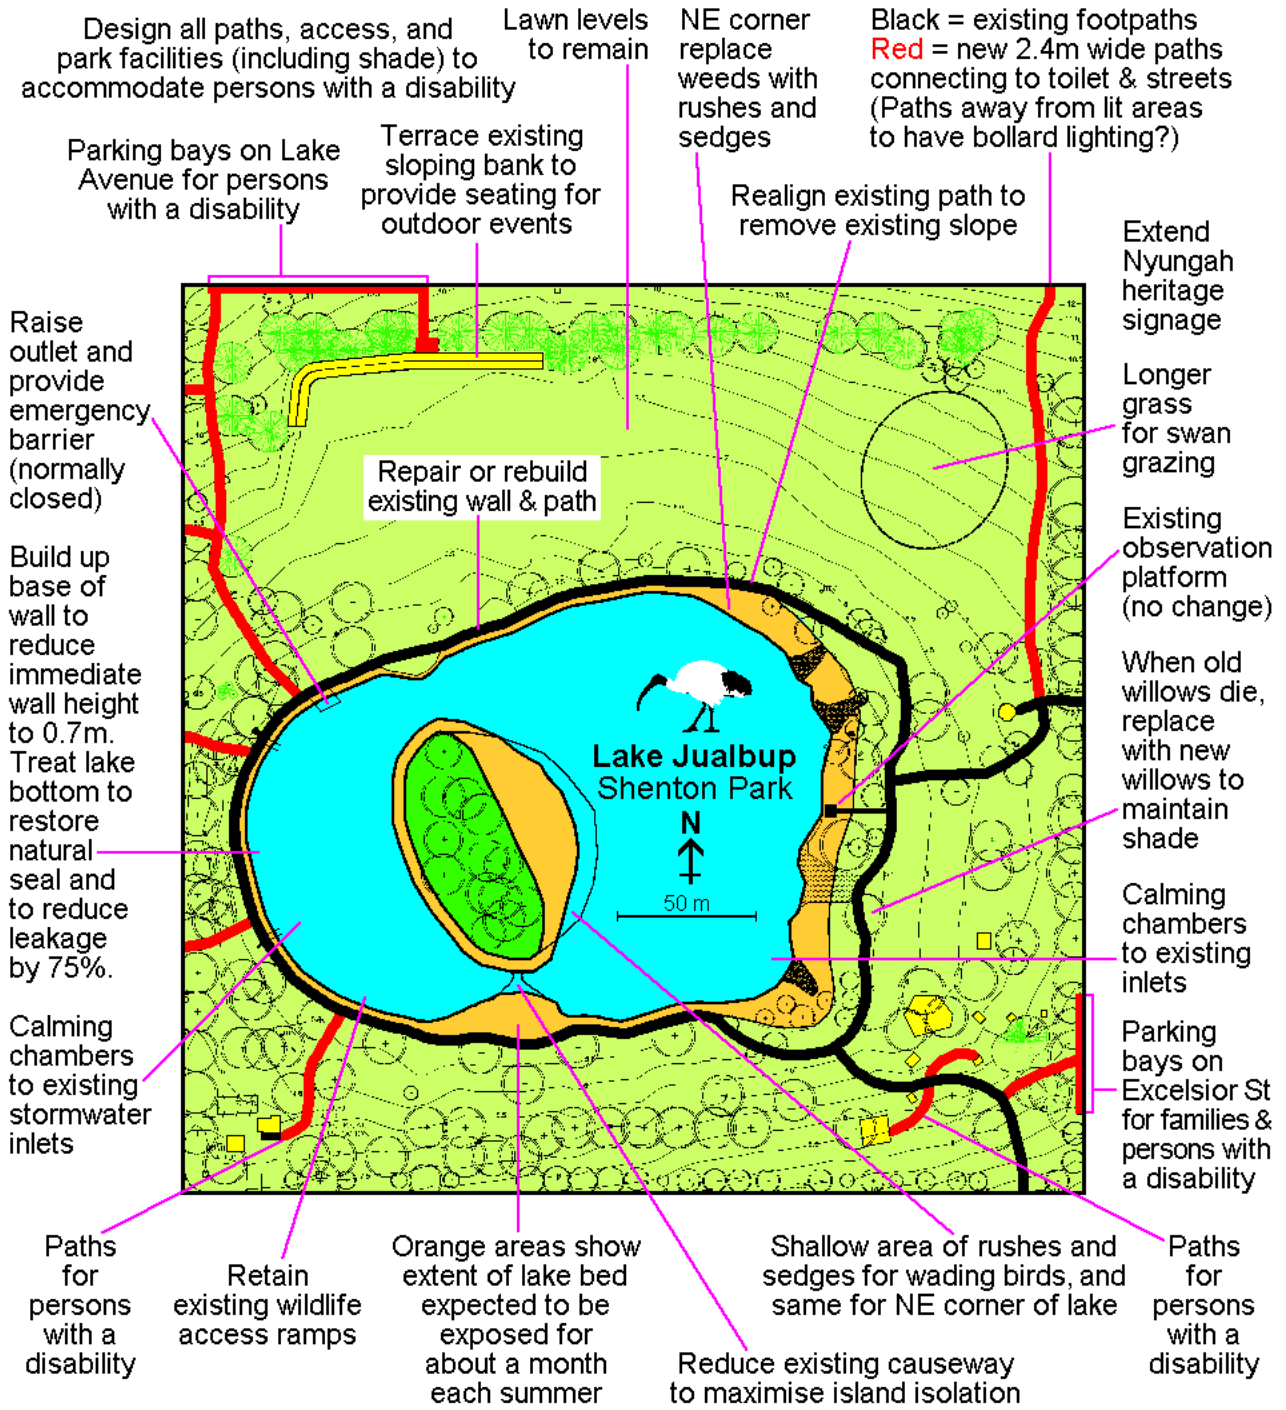 Design all paths, access, and
park facilities (including shade) to
accommodate persons with a disability
Lawn levels
to remain
NE corner
replace
weeds with
rushes and
sedges
Black = existing footpaths
Red = new 2.4m wide paths
connecting to toilet & streets
(Paths away from lit areas
to have bollard lighting?)
Parking bays on Lake
Avenue for persons
with a disability
Terrace existing
sloping bank to
provide seating for
outdoor events
Realign existing path to
remove existing slope
Extend
Nyungah
heritage
signage
Raise
outlet and
provide
emergency
barrier
(normally
closed)
Longer
grass
for swan
grazing
Repair or rebuild
existing wall & path
Existing
observation
platform
(no change)
Build up
base of
wall to
reduce
immediate
wall height
to 0.7m.
Treat lake
bottom to
restore
natural
seal and
to reduce
leakage
by 75%.
When old
willows die,
replace
with new
willows to
maintain
shade
Lake Jualbup
Shenton Park
N
50 m
Calming
chambers
to existing
inlets
Calming
chambers
to existing
stormwater
inlets
Parking
bays on
Excelsior St
for families &
persons with
a disability
Paths
for
persons
with a
disability
Retain
existing wildlife
access ramps
Orange areas show
extent of lake bed
expected to be
exposed for
about a month
each summer
Shallow area of rushes and
sedges for wading birds, and
same for NE corner of lake
Reduce existing causeway
to maximise island isolation
Paths
for
persons
with a
disability